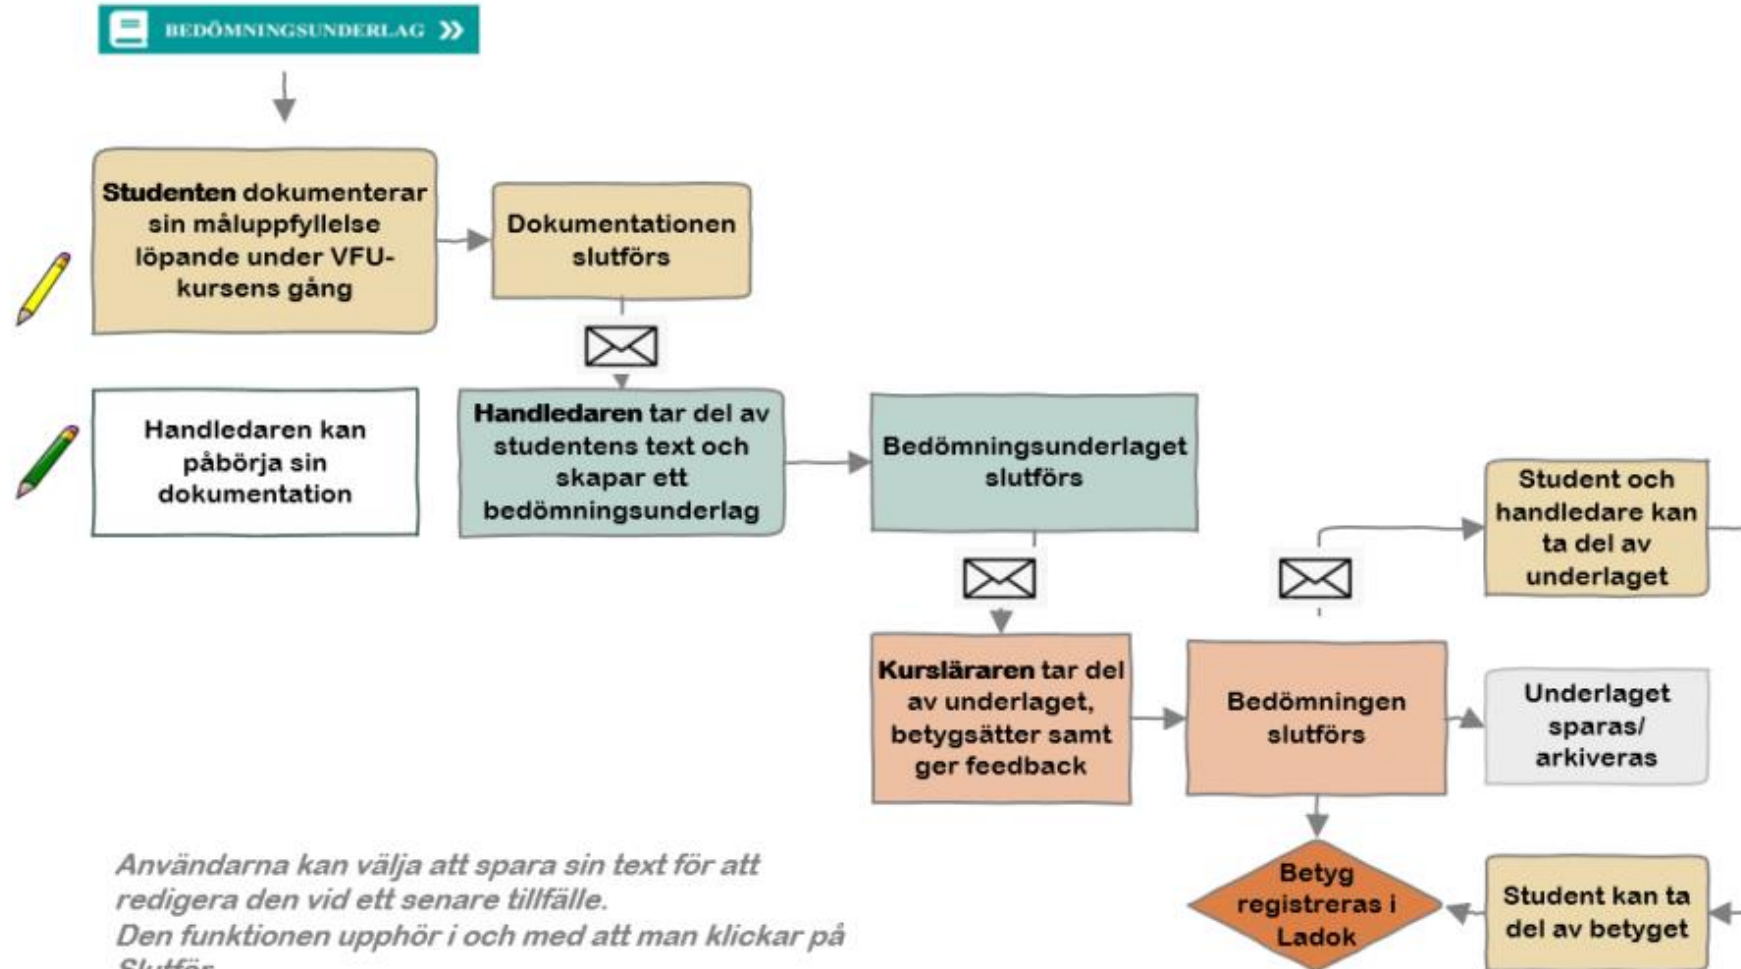 BEDÖMNINGSUNDERLAG »
Studenten dokumenterar
sin måluppfyllelse
löpande under VFU-
kursens gång
Dokumentationen
slutförs
Handledaren kan
påbörja sin
dokumentation
Handledaren tar del av
studentens text och
skapar ett
bedömningsunderlag
Bedömningsunderlaget
slutförs
Student och
handledare kan
ta del av
underlaget
Kursläraren tar del
av underlaget,
betygsätter samt
ger feedback
Bedömningen
slutförs
Underlaget
sparas/
arkiveras
Betyg
registreras i
Ladok
Student kan ta
del av betyget
Användarna kan välja att spara sin text för att
redigera den vid ett senare tillfälle.
Den funktionen upphör i och med att man klickar på
Slutför